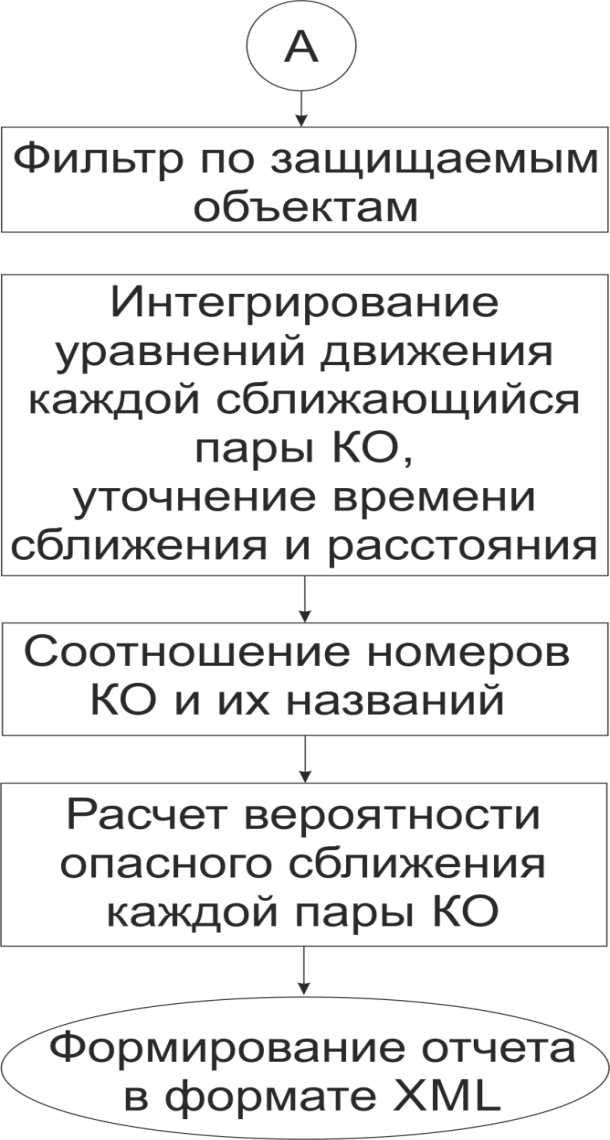 А
Фильтр по защищаемым
объектам
Интегрирование
уравнений движения
каждой сближающийся
пары КО,
уточнение времени
сближения и расстояния
Соотношение номеров
КО и их названий
Расчет вероятности
опасного сближения
каждой пары КО
Формирование отчета
в формате XML